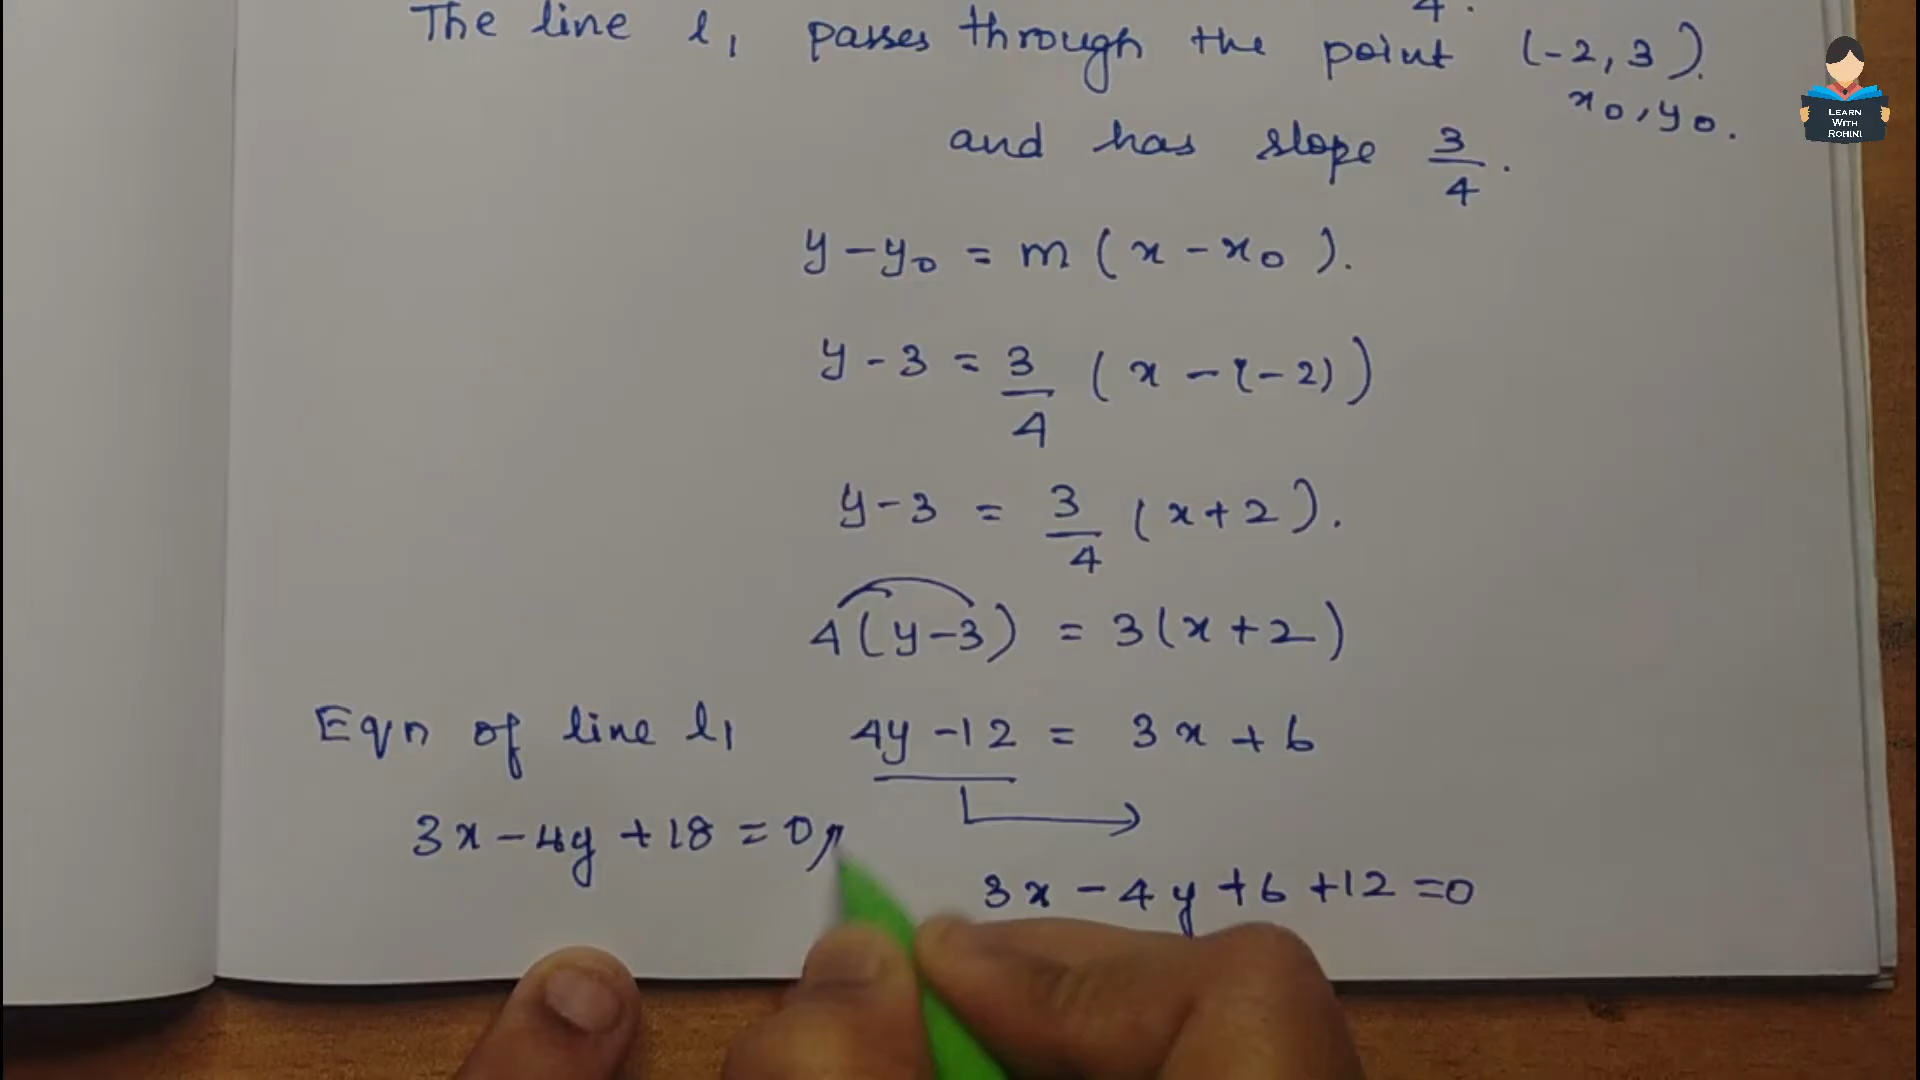 4.
The line l1 passes through the point (-2, 3).
x0, y0.
and has slope 3/4.
y - y0 = m (x - x0).
y - 3 = 3/4 (x - (-2))
y - 3 = 3/4 (x + 2).
4(y - 3) = 3(x + 2)
Eqn of line l1 4y - 12 = 3x + 6
3x - 4y + 18 = 0
3x - 4y + 6 + 12 = 0
LEARN
WITH
ROHINI